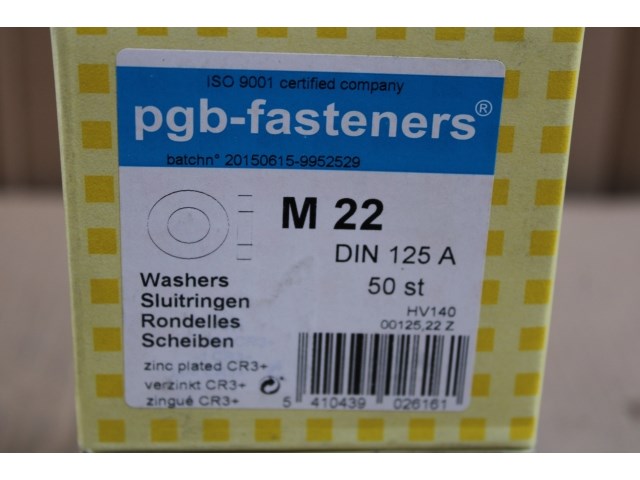 ISO 9001 certified company
pgb-fasteners®
batchn° 20150615-9952529
M 22
DIN 125 A
50 st
HV140
00125,22 Z
Washers
Sluitringen
Rondelles
Scheiben
zinc plated CR3+
verzinkt CR3+
zingué CR3+
5 410439 026161